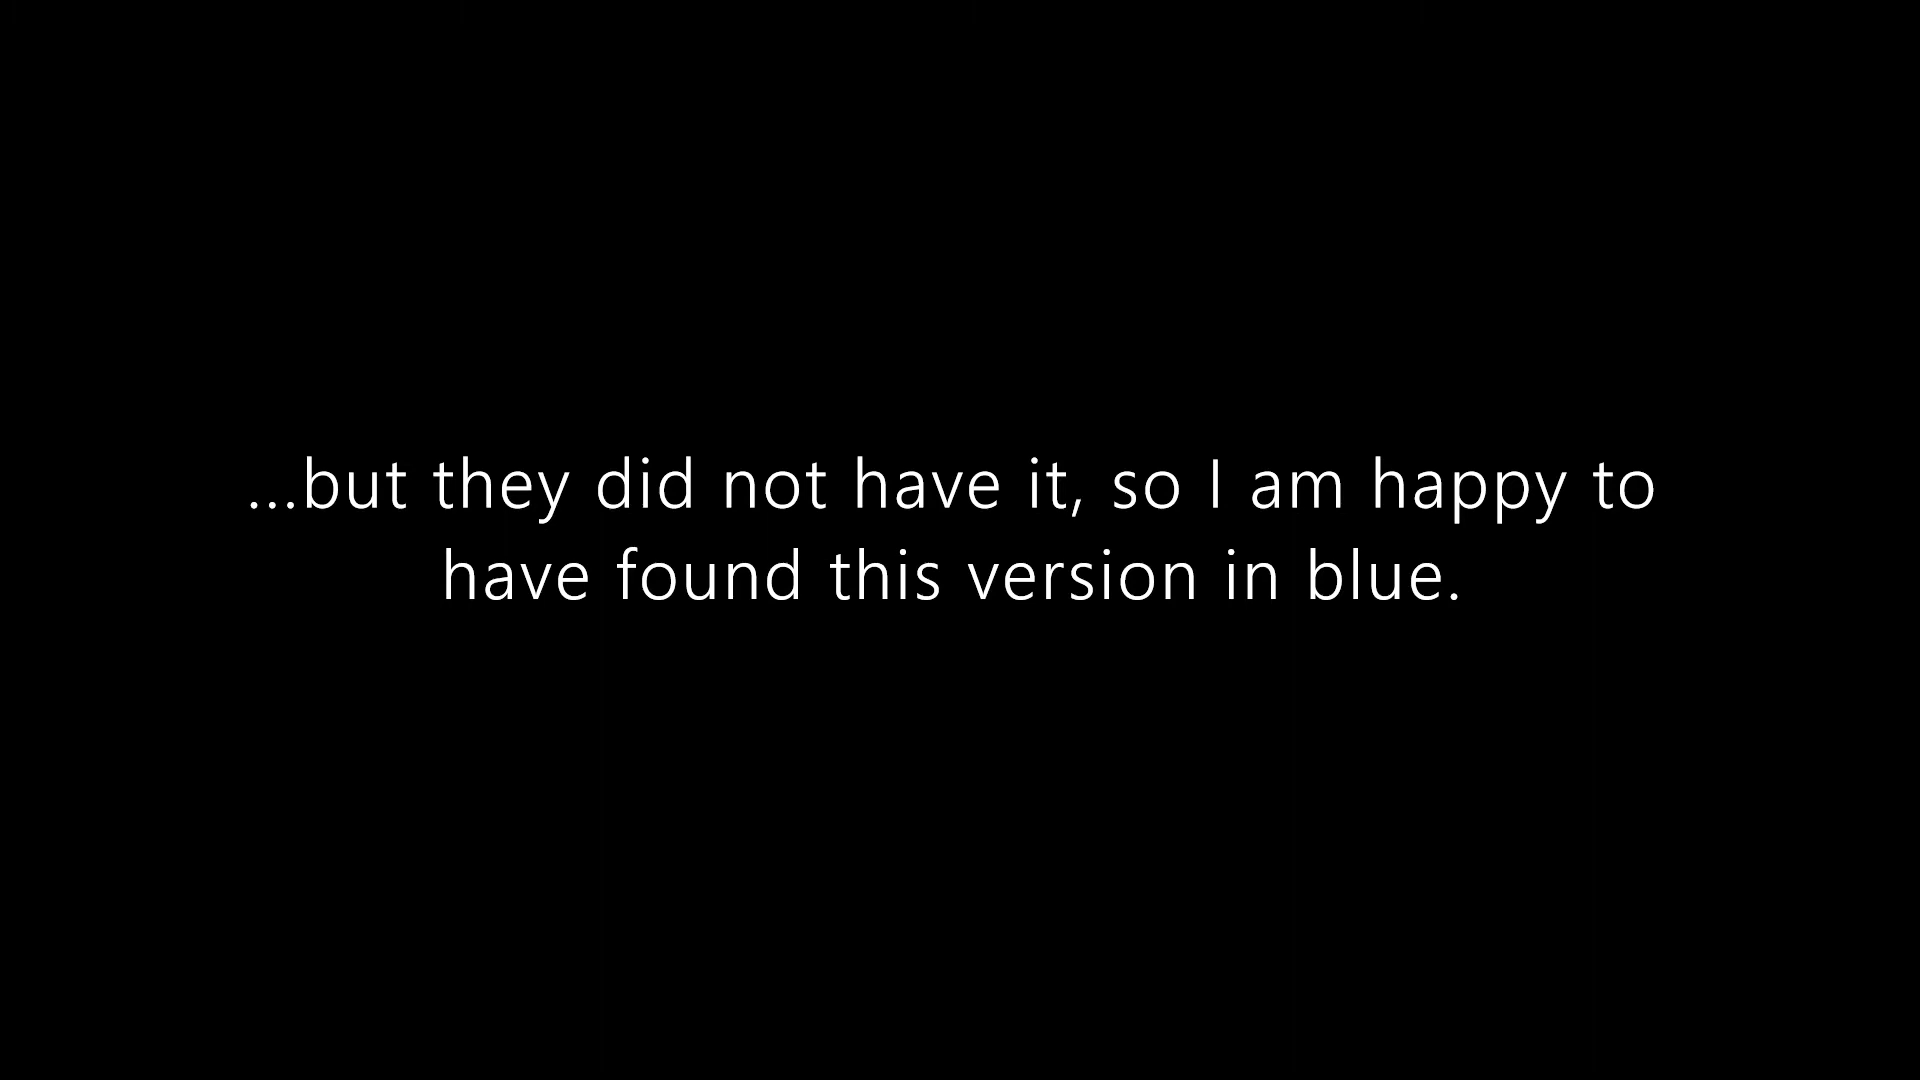 ...but they did not have it, so I am happy to
have found this version in blue.